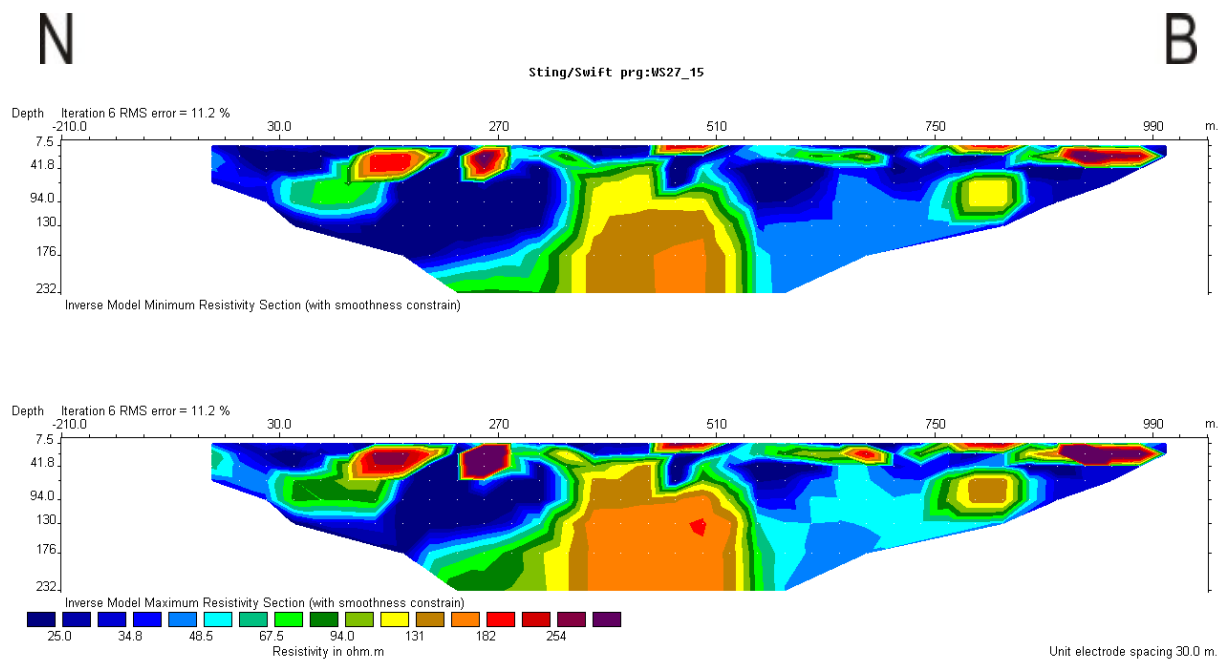 N B
Sting/Swift prg:WS27_15
Depth Iteration 6 RMS error = 11.2 %
-210.0 30.0 270 510 750 990 m.
7.5
41.8
94.0
130.
176
232
Inverse Model Minimum Resistivity Section (with smoothness constrain)
Depth Iteration 6 RMS error = 11.2 %
-210.0 30.0 270 510 750 990 m.
7.5
41.8
94.0
130.
176
232
Inverse Model Maximum Resistivity Section (with smoothness constrain)
25.0 34.8 48.5 67.5 94.0 131 182 254
Resistivity in ohm.m Unit electrode spacing 30.0 m.